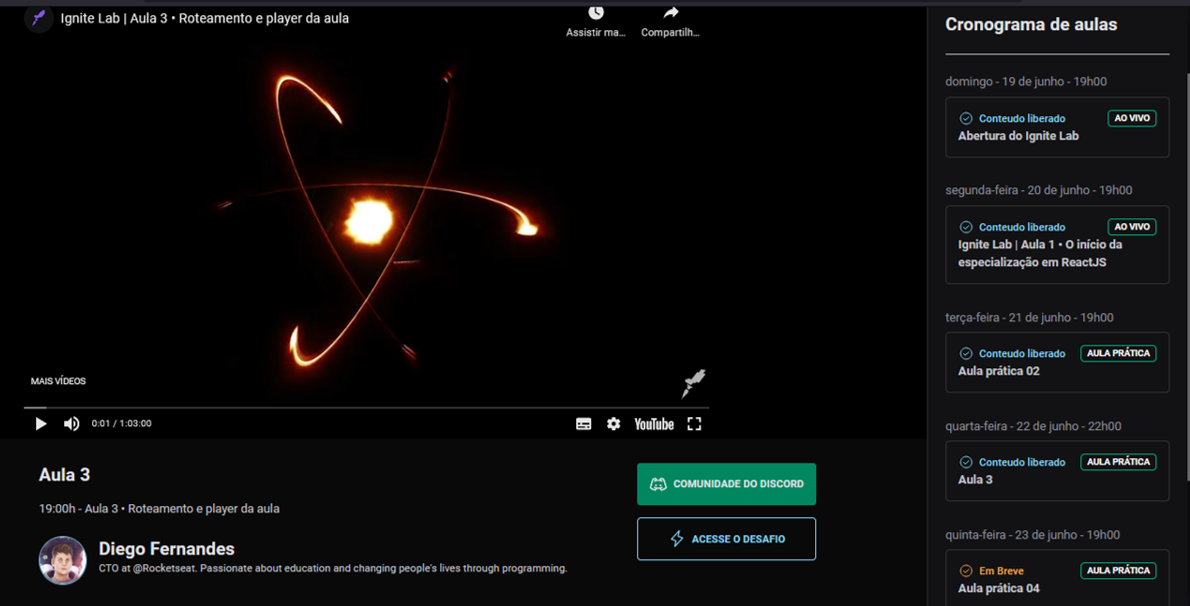 Ignite Lab | Aula 3 • Roteamento e player da aula
Assistir ma...
Compartilh...
MAIS VÍDEOS
0:01 / 1:03:00
YouTube
Aula 3
19:00h - Aula 3 • Roteamento e player da aula
Diego Fernandes
CTO at @Rocketseat. Passionate about education and changing people's lives through programming.
COMUNIDADE DO DISCORD
ACESSE O DESAFIO
Cronograma de aulas
domingo - 19 de junho - 19h00
Conteudo liberado
AO VIVO
Abertura do Ignite Lab
segunda-feira - 20 de junho - 19h00
Conteudo liberado
AO VIVO
Ignite Lab | Aula 1 • O início da
especialização em ReactJS
terça-feira - 21 de junho - 19h00
Conteudo liberado
AULA PRÁTICA
Aula prática 02
quarta-feira - 22 de junho - 22h00
Conteudo liberado
AULA PRÁTICA
Aula 3
quinta-feira - 23 de junho - 19h00
Em Breve
AULA PRÁTICA
Aula prática 04